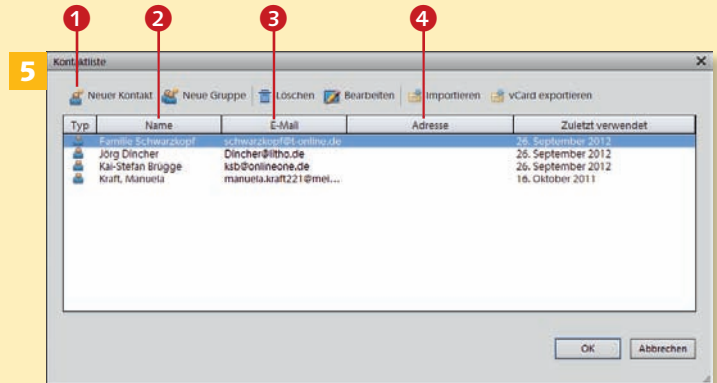 1 2 3 4
5
Kontaktliste
Neuer Kontakt Neue Gruppe Löschen Bearbeiten Importieren vCard exportieren
Typ Name E-Mail Adresse Zuletzt verwendet
Familie Schwarzkopf schwarzkopf@t-online.de 26. September 2012
Jörg Dincher Dincher@litho.de 26. September 2012
Kai-Stefan Brügge ksb@onlineone.de 26. September 2012
Kraft, Manuela manuela.kraft221@mei... 16. Oktober 2011
OK Abbrechen